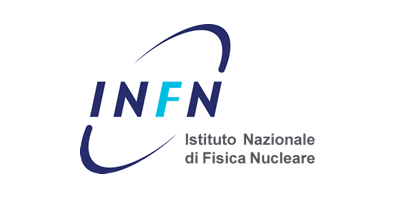 INFN
Istituto Nazionale
di Fisica Nucleare